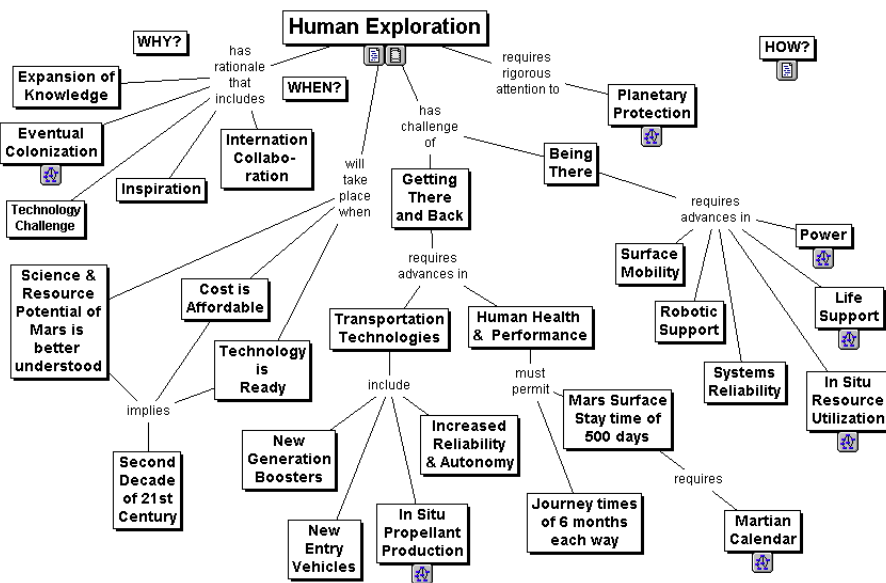 Human Exploration
WHY?
has
rationale
that
includes
Expansion of
Knowledge
Eventual
Colonization
Technology
Challenge
Inspiration
Internation
Collabo-
ration
WHEN?
will
take
place
when
Science &
Resource
Potential of
Mars is
better
understood
Cost is
Affordable
Technology
is
Ready
implies
Second
Decade
of 21st
Century
has
challenge
of
Getting
There
and Back
requires
advances in
Transportation
Technologies
include
New
Generation
Boosters
New
Entry
Vehicles
In Situ
Propellant
Production
Increased
Reliability
& Autonomy
Human Health
& Performance
must
permit
Mars Surface
Stay time of
500 days
Journey times
of 6 months
each way
requires
Martian
Calendar
Being
There
requires
advances in
Surface
Mobility
Robotic
Support
Systems
Reliability
In Situ
Resource
Utilization
Life
Support
Power
requires
rigorous
attention to
Planetary
Protection
HOW?